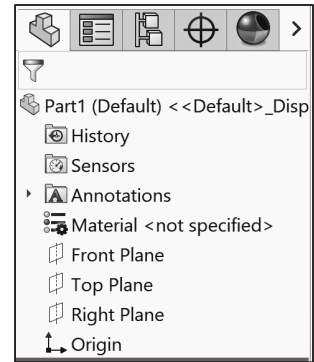 Part1 (Default) <<Default>_Disp
History
Sensors
Annotations
Material <not specified>
Front Plane
Top Plane
Right Plane
Origin